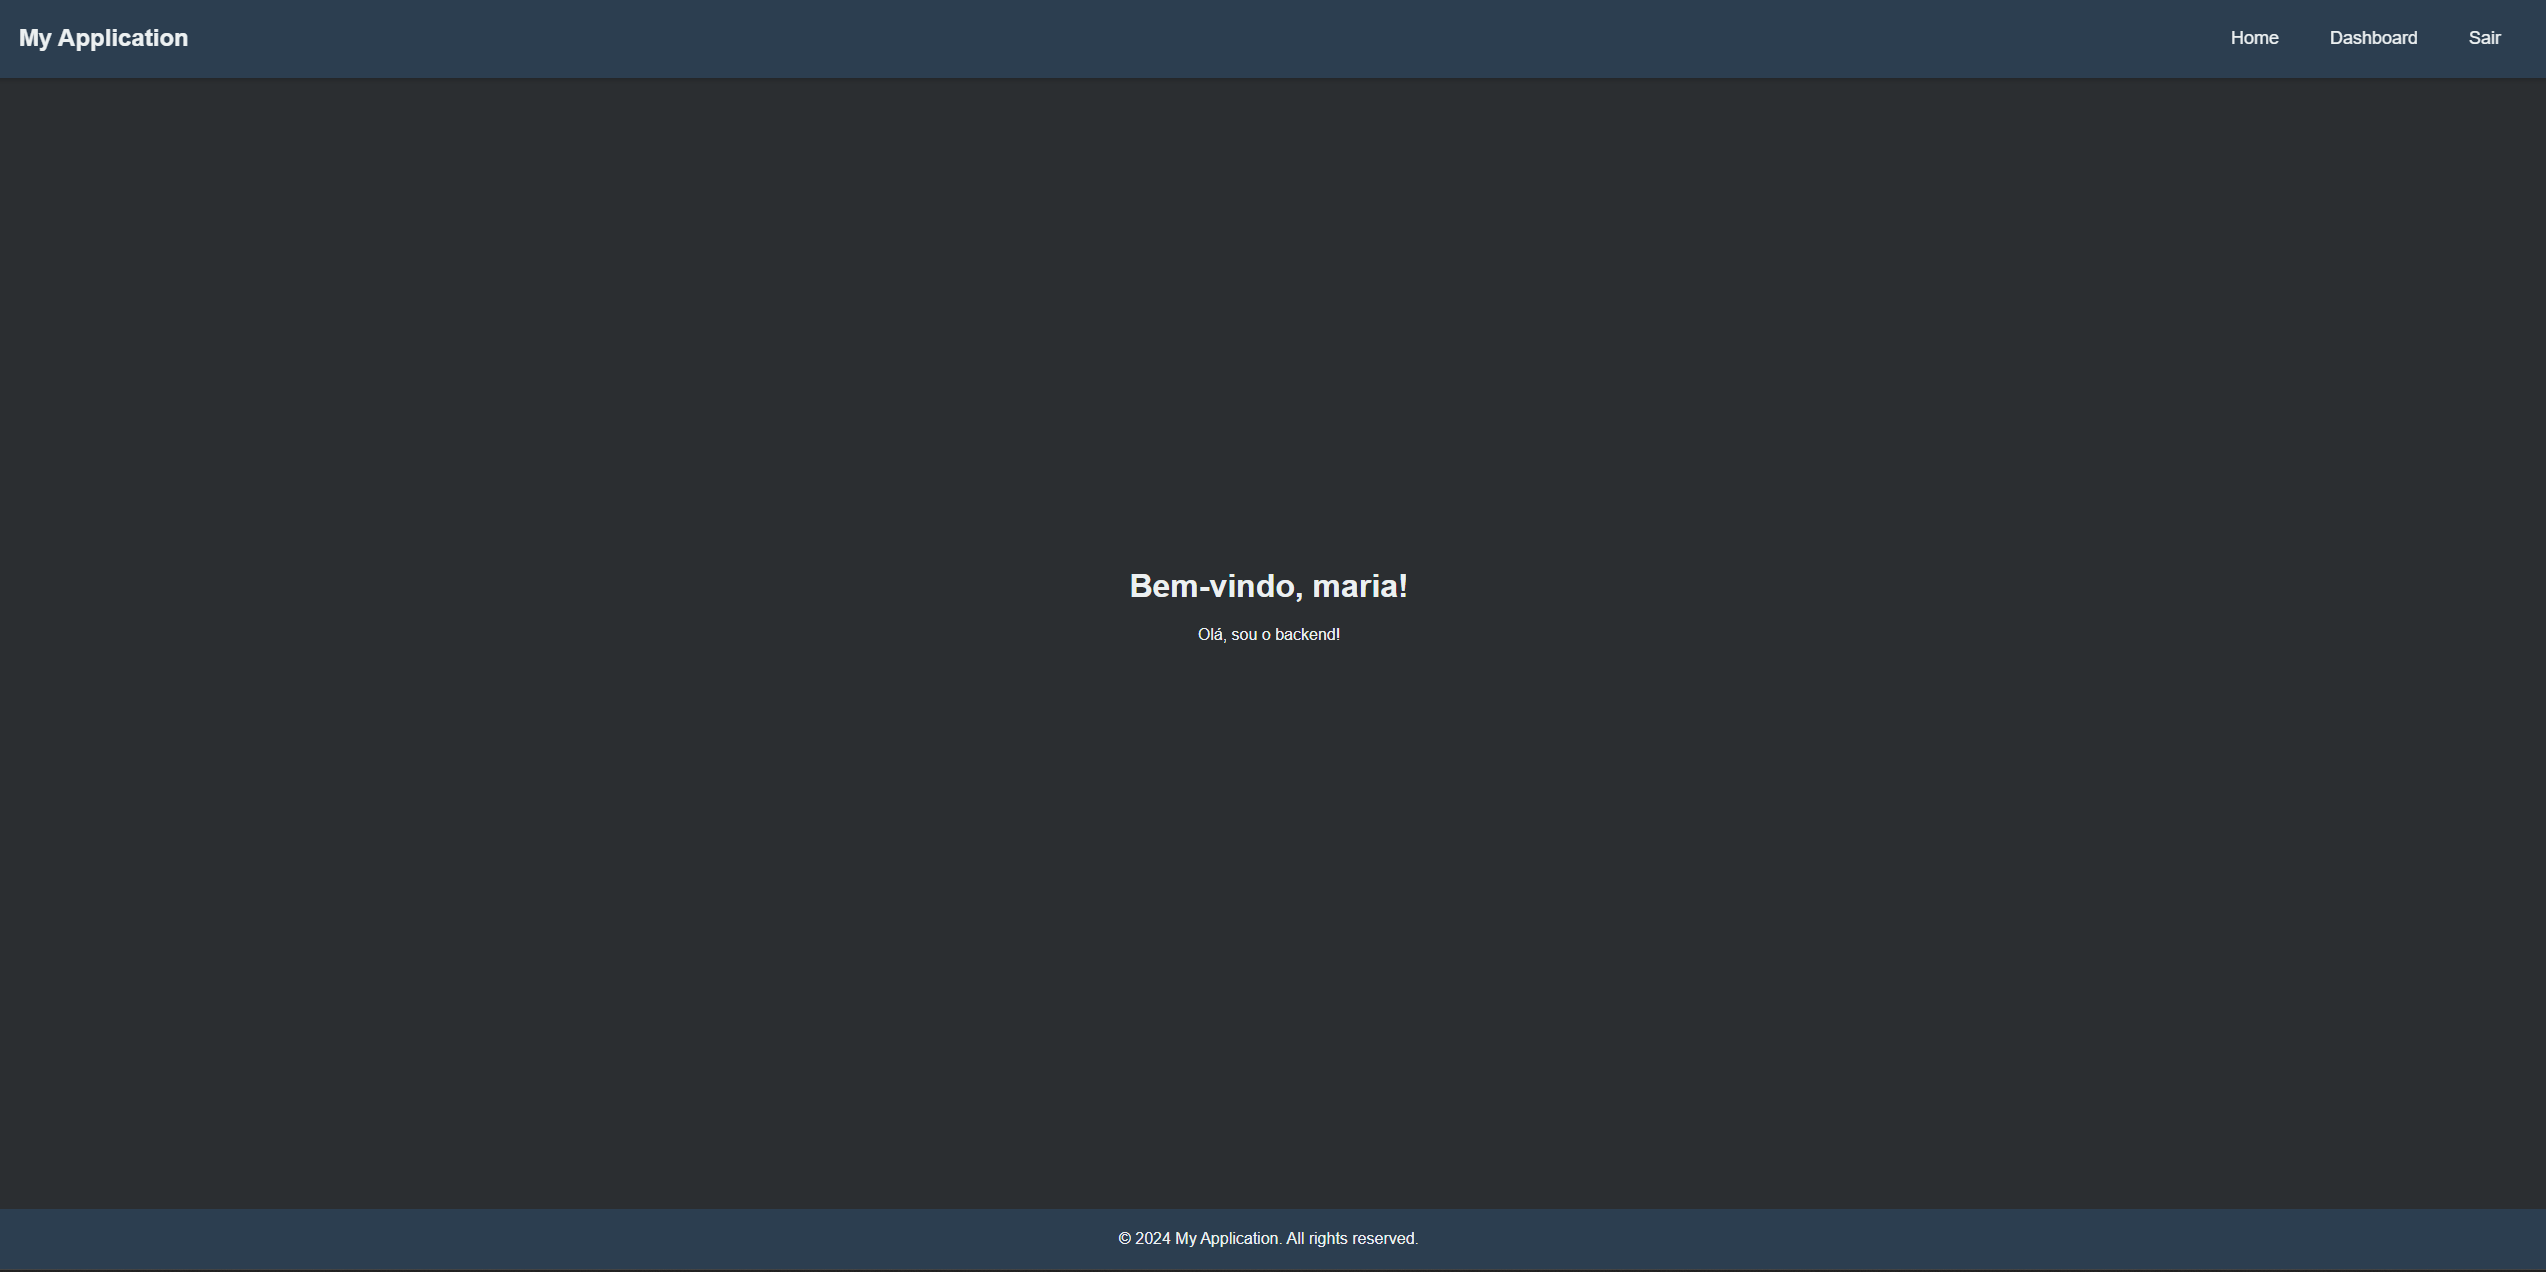 My Application
Home
Dashboard
Sair
Bem-vindo, maria!
Olá, sou o backend!
© 2024 My Application. All rights reserved.